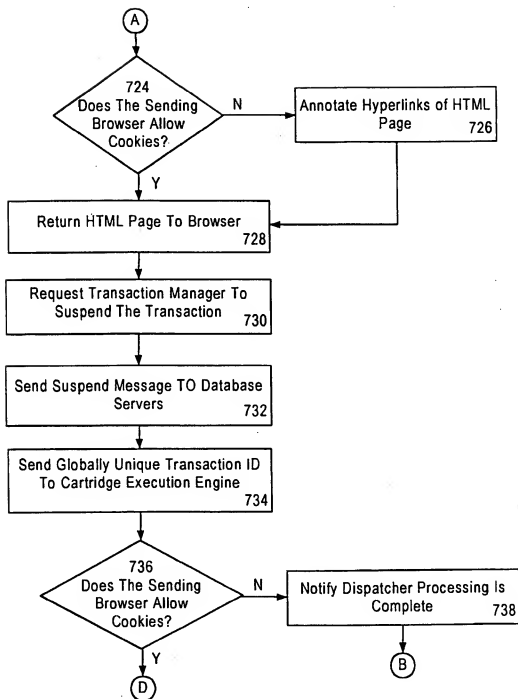 A
724
Does The Sending
Browser Allow
Cookies?
N
Annotate Hyperlinks of HTML
Page
726
Y
Return HTML Page To Browser
728
Request Transaction Manager To
Suspend The Transaction
730
Send Suspend Message TO Database
Servers
732
Send Globally Unique Transaction ID
To Cartridge Execution Engine
734
736
Does The Sending
Browser Allow
Cookies?
N
Notify Dispatcher Processing Is
Complete
738
Y
B
D